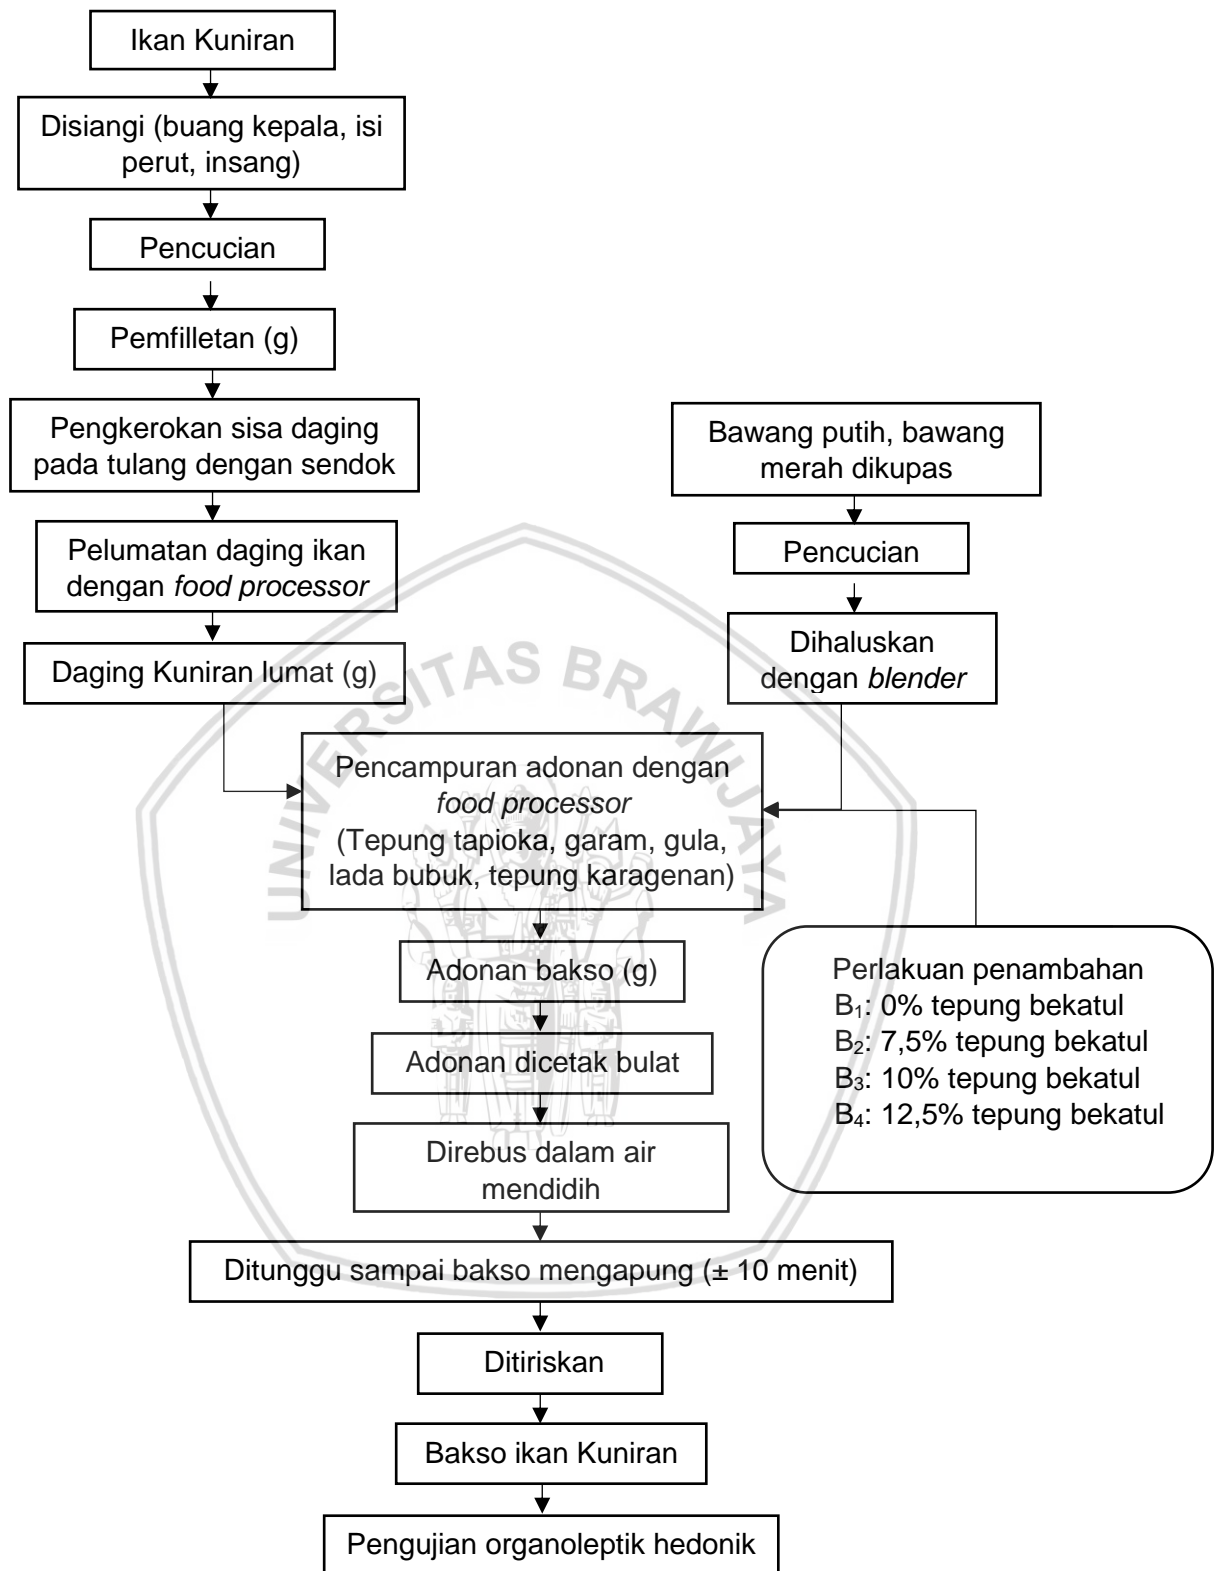 Ikan Kuniran
Disiangi (buang kepala, isi
perut, insang)
Pencucian
Pemfilletan (g)
Pengkerokan sisa daging
pada tulang dengan sendok
Pelumatan daging ikan
dengan food processor
Daging Kuniran lumat (g)
Bawang putih, bawang
merah dikupas
Pencucian
Dihaluskan
dengan blender
Pencampuran adonan dengan
food processor
(Tepung tapioka, garam, gula,
lada bubuk, tepung karagenan)
Perlakuan penambahan
B₁: 0% tepung bekatul
B₂: 7,5% tepung bekatul
B₃: 10% tepung bekatul
B₄: 12,5% tepung bekatul
Adonan bakso (g)
Adonan dicetak bulat
Direbus dalam air
mendidih
Ditunggu sampai bakso mengapung (± 10 menit)
Ditiriskan
Bakso ikan Kuniran
Pengujian organoleptik hedonik
UNIVERSITAS BRAWIJAYA